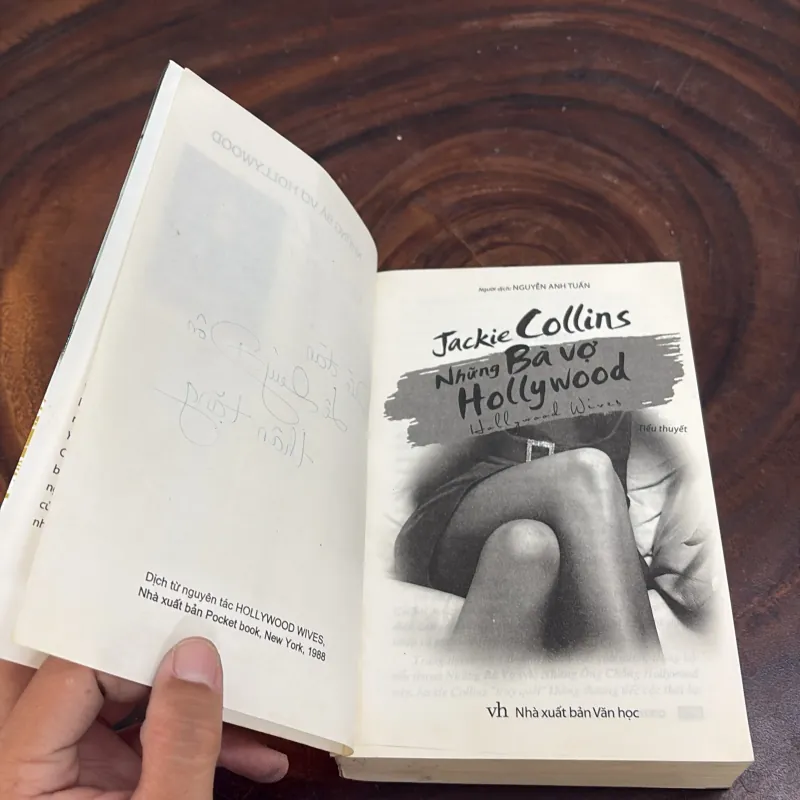 Dịch từ nguyên tác HOLLYWOOD WIVES,
Nhà xuất bản Pocket book, New York, 1988
Người dịch: NGUYỄN ANH TUẤN
Jackie Collins
Những Bà vợ
Hollywood
Hollywood Wives
Tiểu thuyết
vh Nhà xuất bản Văn học